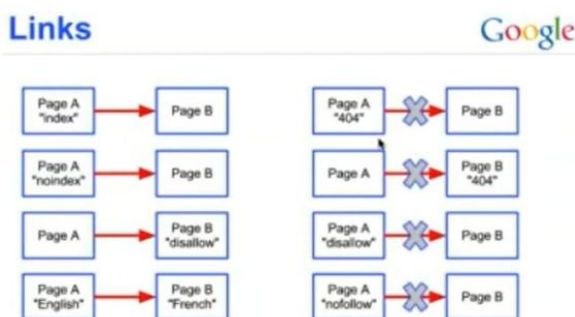 Links
Google
Page A
"index"
Page B
Page A
"404"
Page B
Page A
"noindex"
Page B
Page A
Page B
"404"
Page A
Page B
"disallow"
Page A
"disallow"
Page B
Page A
"English"
Page B
"French"
Page A
"nofollow"
Page B